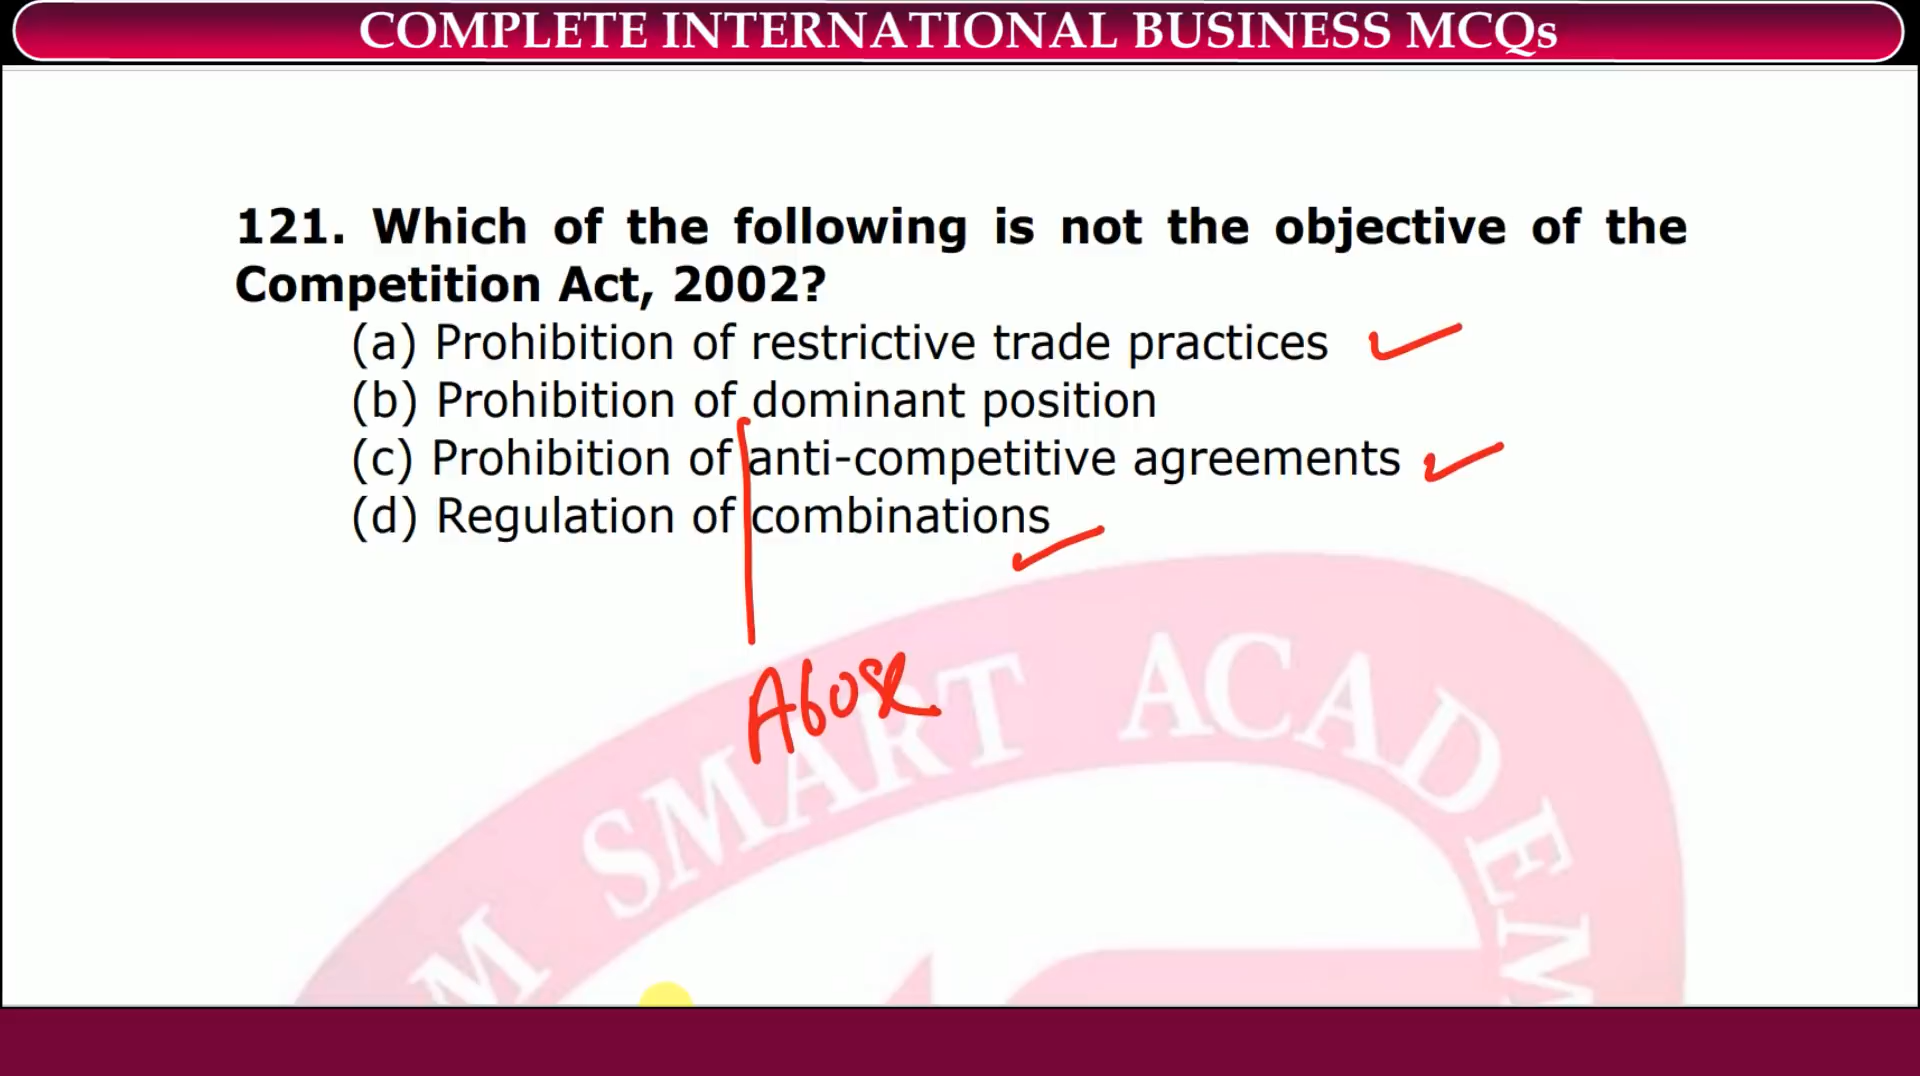 COMPLETE INTERNATIONAL BUSINESS MCQs
121. Which of the following is not the objective of the
Competition Act, 2002?
(a) Prohibition of restrictive trade practices
(b) Prohibition of dominant position
(c) Prohibition of anti-competitive agreements
(d) Regulation of combinations
Abuse
M SMART ACADEM